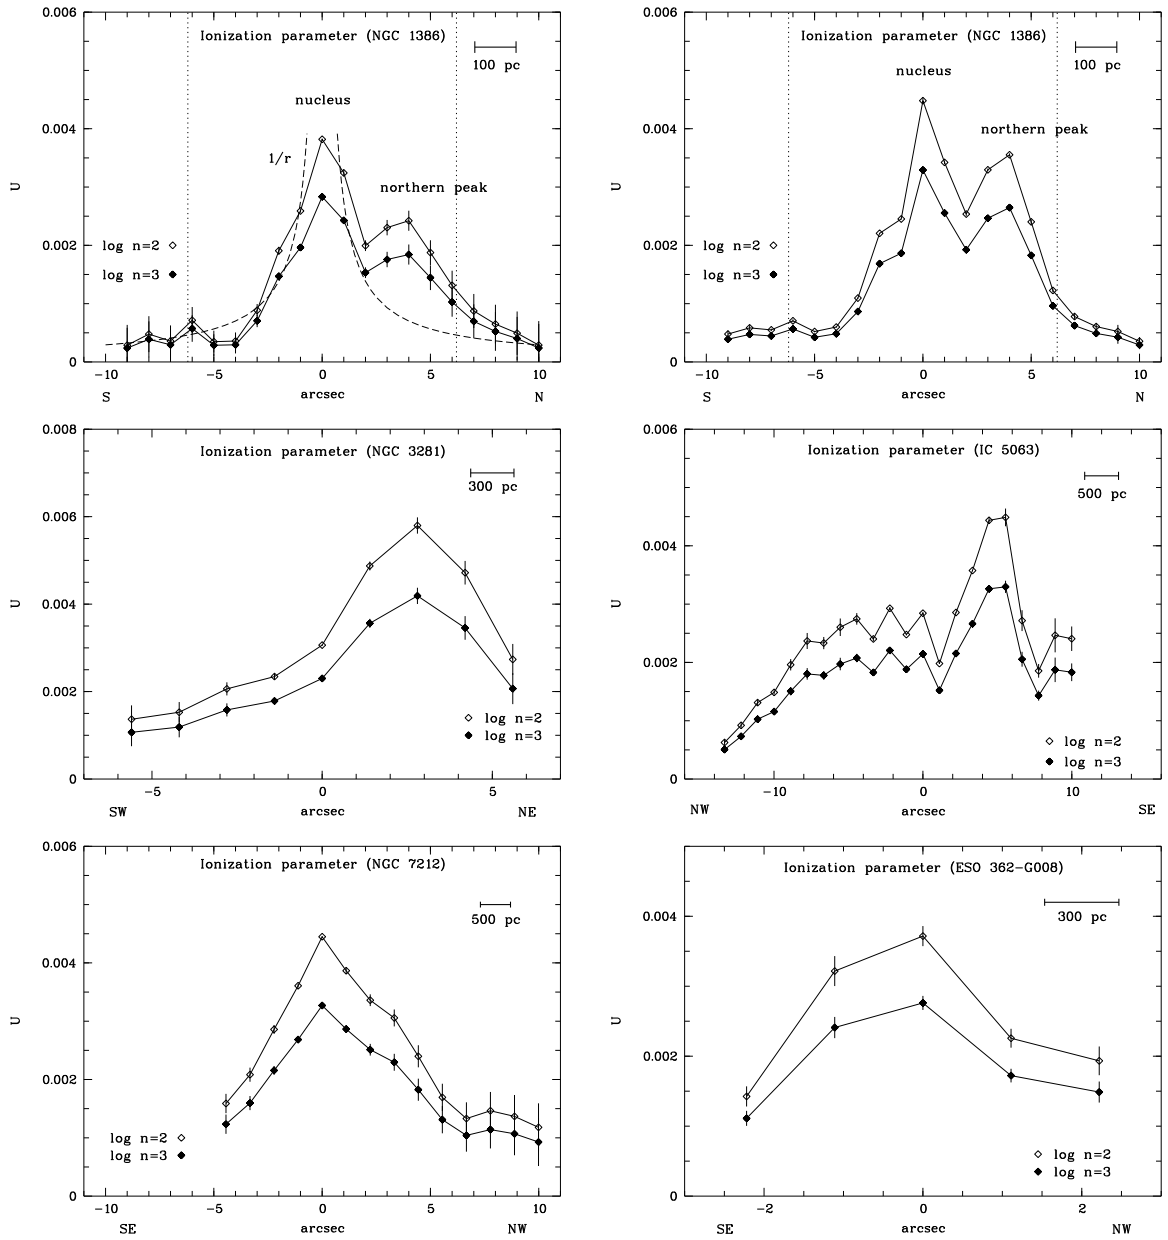 Ionization parameter (NGC 1386)
100 pc
nucleus
1/r
northern peak
log n=2
log n=3
U
0.006
0.004
0.002
0
−10
−5
0
5
10
S
arcsec
N
Ionization parameter (NGC 1386)
100 pc
nucleus
northern peak
log n=2
log n=3
U
0.006
0.004
0.002
0
−10
−5
0
5
10
S
arcsec
N
Ionization parameter (NGC 3281)
300 pc
U
0.008
0.006
0.004
0.002
0
log n=2
log n=3
−5
0
5
SW
arcsec
NE
Ionization parameter (IC 5063)
500 pc
U
0.006
0.004
0.002
0
log n=2
log n=3
−10
0
10
NW
arcsec
SE
Ionization parameter (NGC 7212)
500 pc
U
0.006
0.004
0.002
0
log n=2
log n=3
−10
−5
0
5
10
SE
arcsec
NW
Ionization parameter (ESO 362−G008)
300 pc
U
0.004
0.002
0
log n=2
log n=3
−2
0
2
SE
arcsec
NW